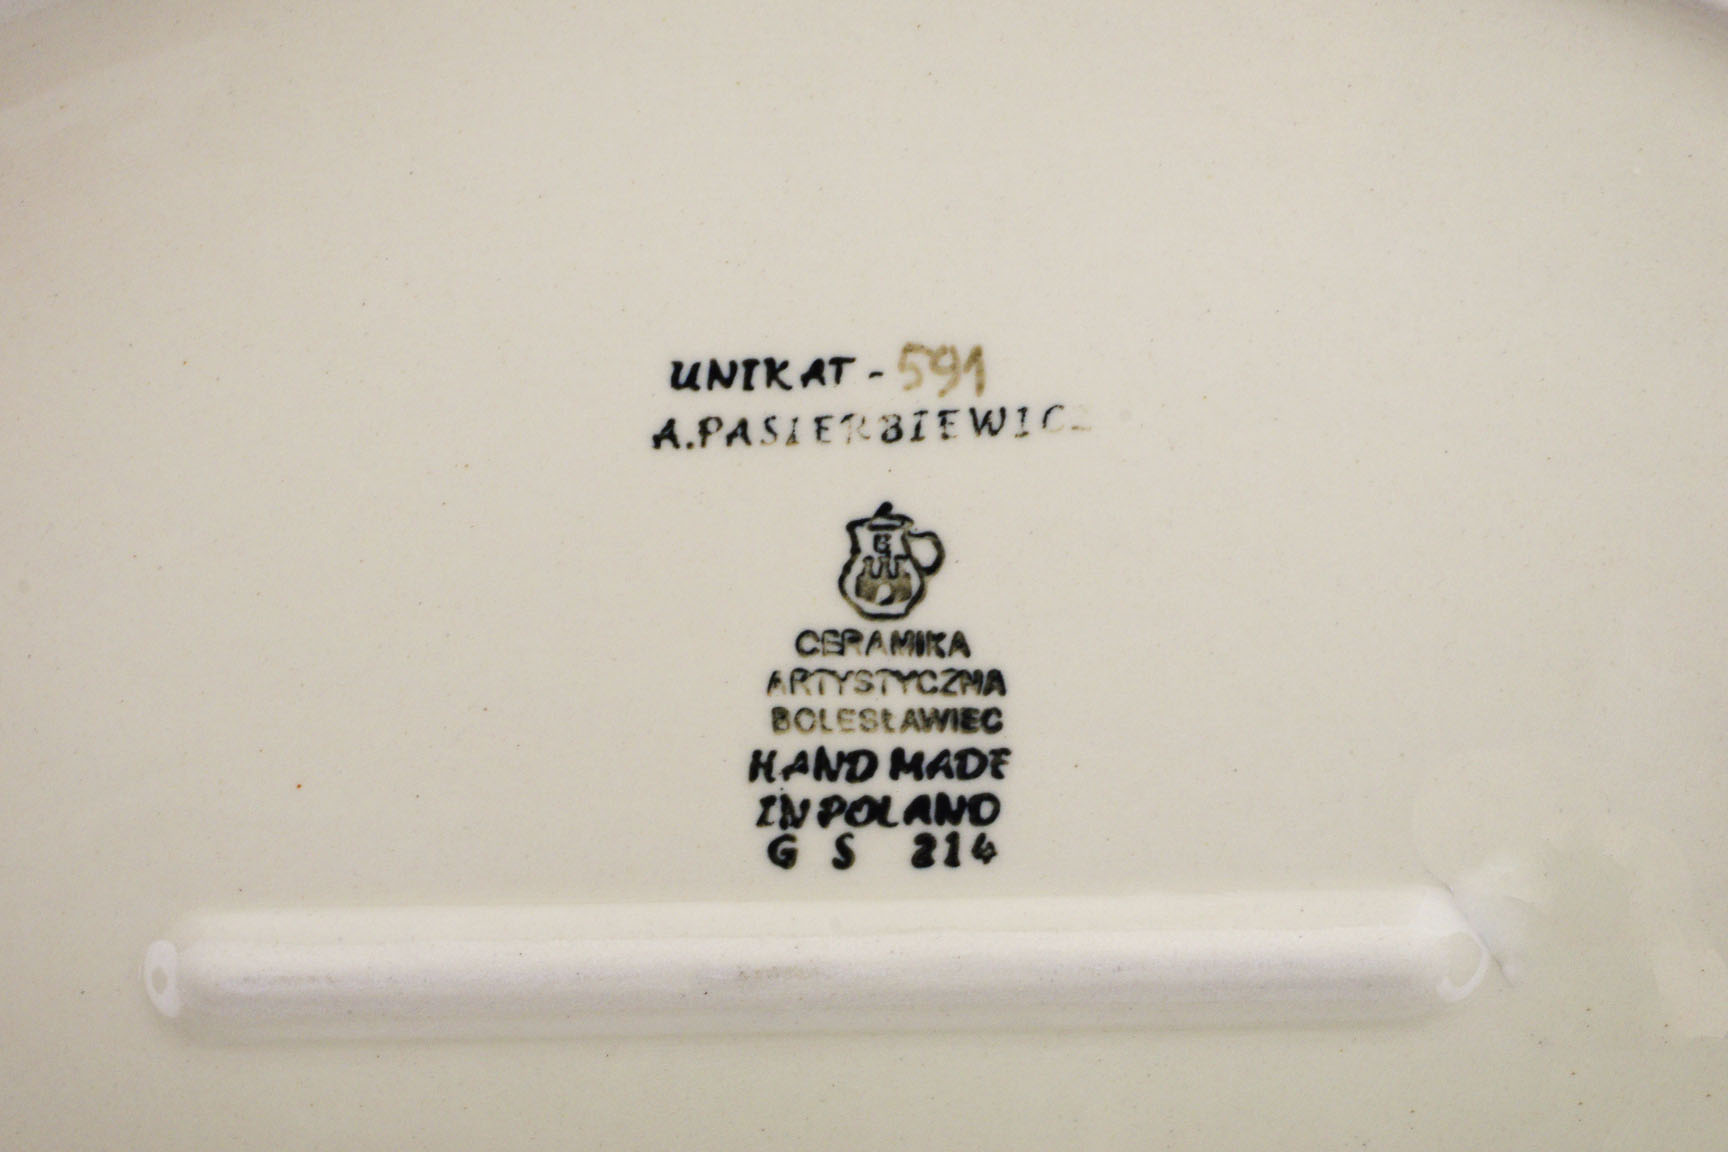 UNIKAT - 591
A.PASIERBIEWICZ
B
CERAMIKA
ARTYSTYCZNA
BOLESŁAWIEC
HAND MADE
IN POLAND
G S 214